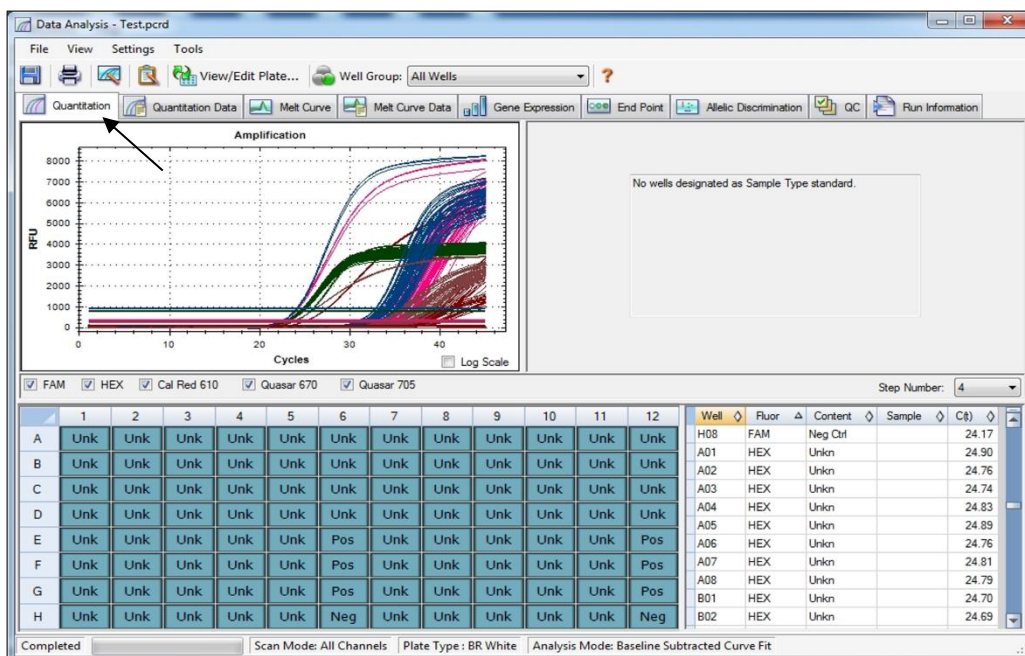 Data Analysis - Test.pcrd
File View Settings Tools
View/Edit Plate... Well Group: All Wells ?
Quantitation Quantitation Data Melt Curve Melt Curve Data Gene Expression End Point Allelic Discrimination QC Run Information
Amplification
8000
7000
6000
5000
4000
3000
2000
1000
0
RFU
0 10 20 30 40
Cycles
Log Scale
No wells designated as Sample Type standard.
FAM HEX Cal Red 610 Quasar 670 Quasar 705
Step Number: 4
1 2 3 4 5 6 7 8 9 10 11 12
A Unk Unk Unk Unk Unk Unk Unk Unk Unk Unk Unk Unk
B Unk Unk Unk Unk Unk Unk Unk Unk Unk Unk Unk Unk
C Unk Unk Unk Unk Unk Unk Unk Unk Unk Unk Unk Unk
D Unk Unk Unk Unk Unk Unk Unk Unk Unk Unk Unk Unk
E Unk Unk Unk Unk Unk Pos Unk Unk Unk Unk Unk Pos
F Unk Unk Unk Unk Unk Pos Unk Unk Unk Unk Unk Pos
G Unk Unk Unk Unk Unk Pos Unk Unk Unk Unk Unk Pos
H Unk Unk Unk Unk Unk Neg Unk Unk Unk Unk Unk Neg
Well Fluor Content Sample C(t)
H08 FAM Neg Ctrl 24.17
A01 HEX Unkn 24.90
A02 HEX Unkn 24.76
A03 HEX Unkn 24.74
A04 HEX Unkn 24.83
A05 HEX Unkn 24.89
A06 HEX Unkn 24.76
A07 HEX Unkn 24.81
A08 HEX Unkn 24.79
B01 HEX Unkn 24.70
B02 HEX Unkn 24.69
Completed Scan Mode: All Channels Plate Type : BR White Analysis Mode: Baseline Subtracted Curve Fit